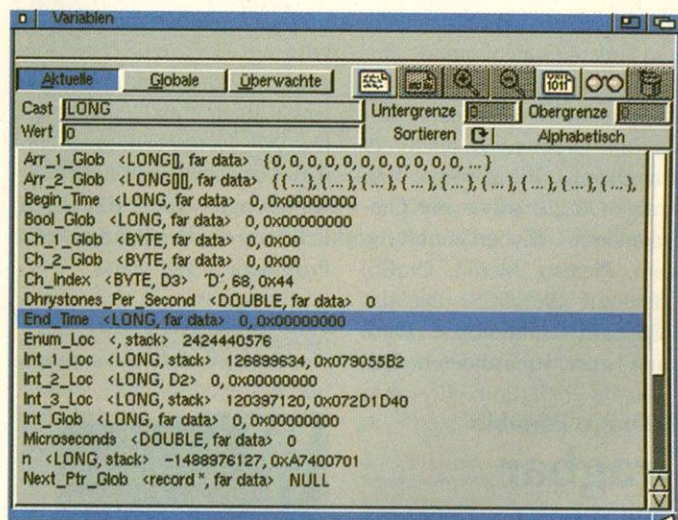 Variablen
Aktuelle Globale Überwachte
Cast LONG Untergrenze 0 Obergrenze 0
Wert 0 Sortieren Alphabetisch
Arr_1_Glob <LONG[], far data> {0, 0, 0, 0, 0, 0, 0, 0, 0, 0, ...}
Arr_2_Glob <LONG[][], far data> {{...}, {...}, {...}, {...}, {...}, {...}, {...}, {...},
Begin_Time <LONG, far data> 0, 0x00000000
Bool_Glob <LONG, far data> 0, 0x00000000
Ch_1_Glob <BYTE, far data> 0, 0x00
Ch_2_Glob <BYTE, far data> 0, 0x00
Ch_Index <BYTE, D3> 'D', 68, 0x44
Dhrystones_Per_Second <DOUBLE, far data> 0
End_Time <LONG, far data> 0, 0x00000000
Enum_Loc <, stack> 2424440576
Int_1_Loc <LONG, stack> 126899634, 0x079055B2
Int_2_Loc <LONG, D2> 0, 0x00000000
Int_3_Loc <LONG, stack> 120397120, 0x072D1D40
Int_Glob <LONG, far data> 0, 0x00000000
Microseconds <DOUBLE, far data> 0
n <LONG, stack> -1488976127, 0xA7400701
Next_Ptr_Glob <record *, far data> NULL